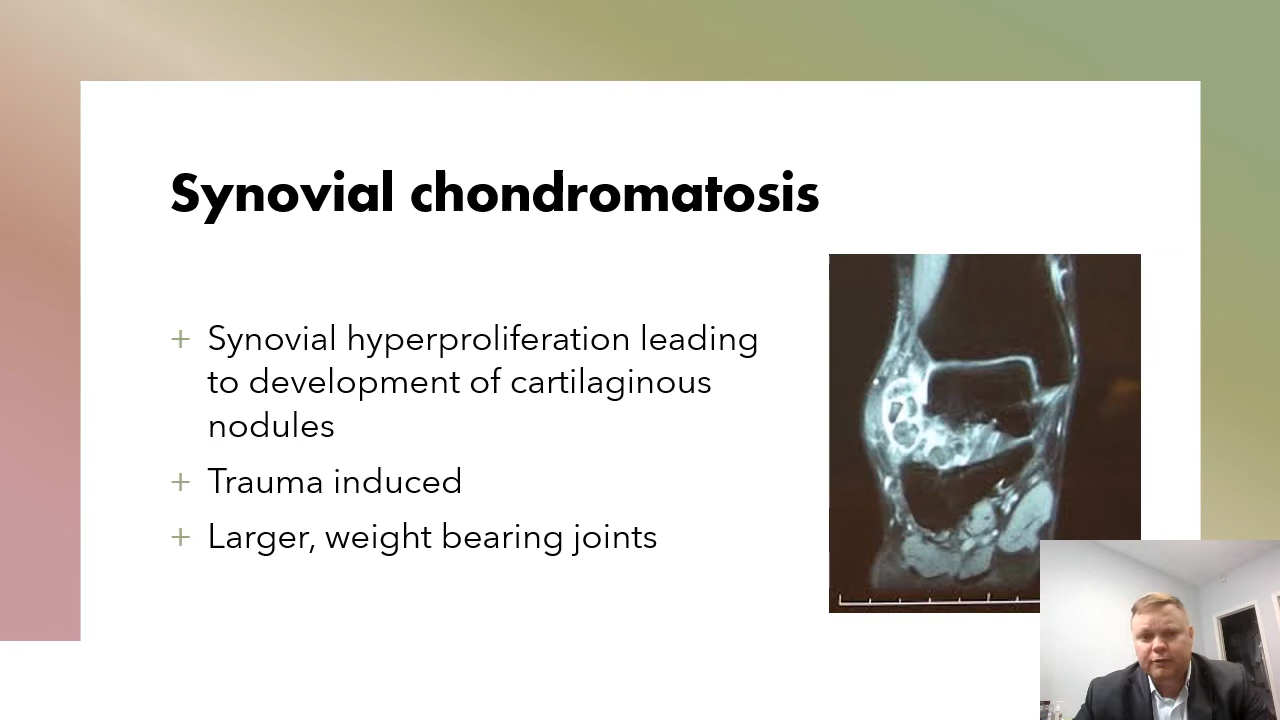 Synovial chondromatosis
+ Synovial hyperproliferation leading
to development of cartilaginous
nodules
+ Trauma induced
+ Larger, weight bearing joints